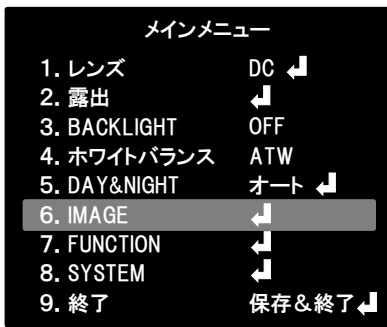 メインメニュー
1. レンズ DC ↲
2. 露出 ↲
3. BACKLIGHT OFF
4. ホワイトバランス ATW
5. DAY&NIGHT オート ↲
6. IMAGE ↲
7. FUNCTION ↲
8. SYSTEM ↲
9. 終了 保存&終了↲